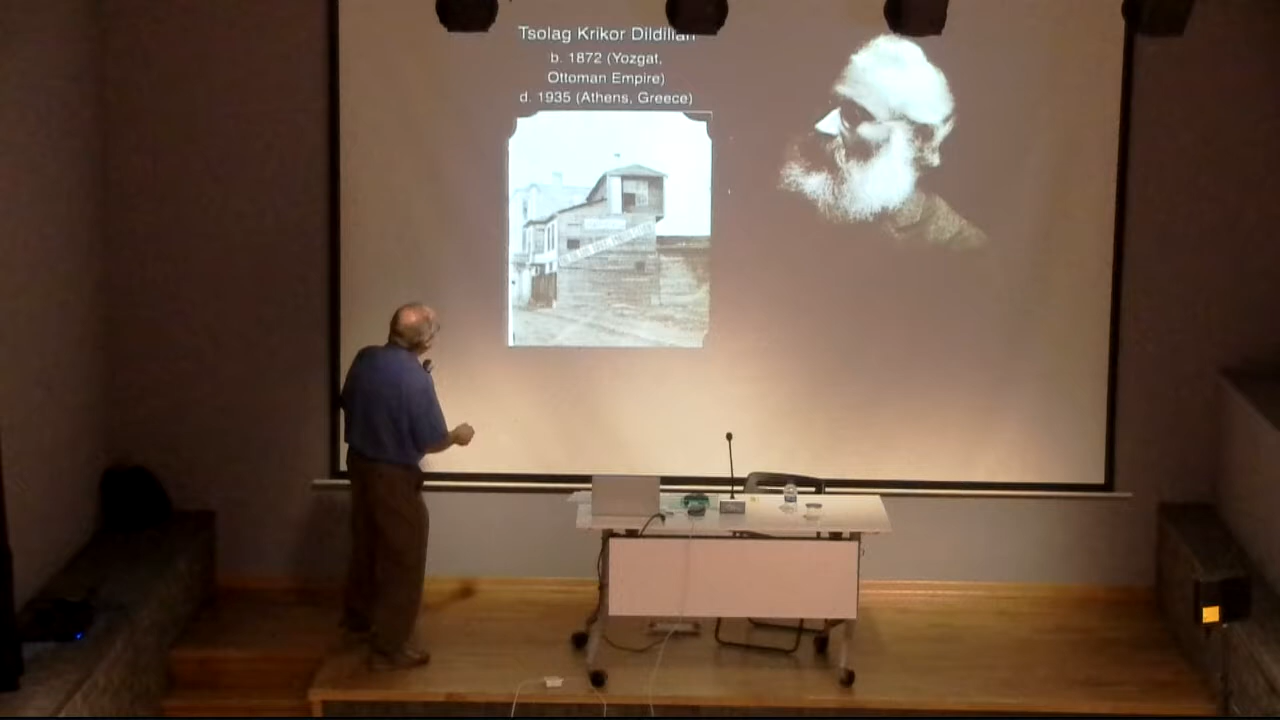 Tsolag Krikor Dildilian
b. 1872 (Yozgat,
Ottoman Empire)
d. 1935 (Athens, Greece)